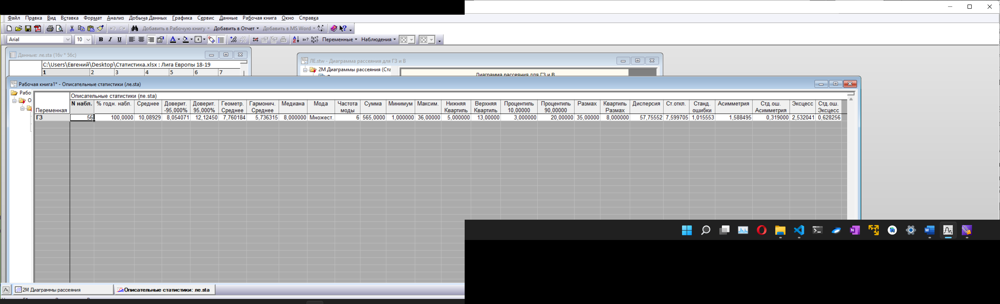 Файл Правка Вид Вставка Формат Анализ Добыча Данных Графика Сервис Данные Рабочая книга Окно Справка
Добавить в Рабочую книгу Добавить в Отчет Добавить в MS Word
Arial 10 B I U Переменные Наблюдения
Данные: ле.sta (16v * 56c)
C:\Users\Евгений\Desktop\Статистика.xlsx : Лига Европы 18-19
1 2 3 4 5 6 7
ЛЕ.stw - Диаграмма рассеяния для ГЗ и В
2М Диаграммы рассеяния (Ста
Диаграмма рассеяния для ГЗ и В
Рабочая книга1* - Описательные статистики (ле.sta)
Рабо
О
Описательные статистики (ле.sta)
Переменная N набл. % годн. набл. Среднее Доверит. -95,000% Доверит. 95,000% Геометр. Среднее Гармонич. Среднее Медиана Мода Частота моды Сумма Минимум Максим. Нижняя Квартиль Верхняя Квартиль Процентиль 10,00000 Процентиль 90,00000 Размах Квартиль Размах Дисперсия Ст.откл. Станд. ошибки Асимметрия Стд.ош. Асимметрия Эксцесс Стд.ош. Эксцесс
ГЗ 56 100,0000 10,08929 8,054071 12,12450 7,760184 5,736315 8,000000 Множест. 6 565,0000 1,000000 36,00000 5,000000 13,00000 3,000000 20,00000 35,00000 8,000000 57,75552 7,599705 1,015553 1,588495 0,319000 2,532041 0,628256
2М Диаграммы рассеяния Описательные статистики: ле.sta